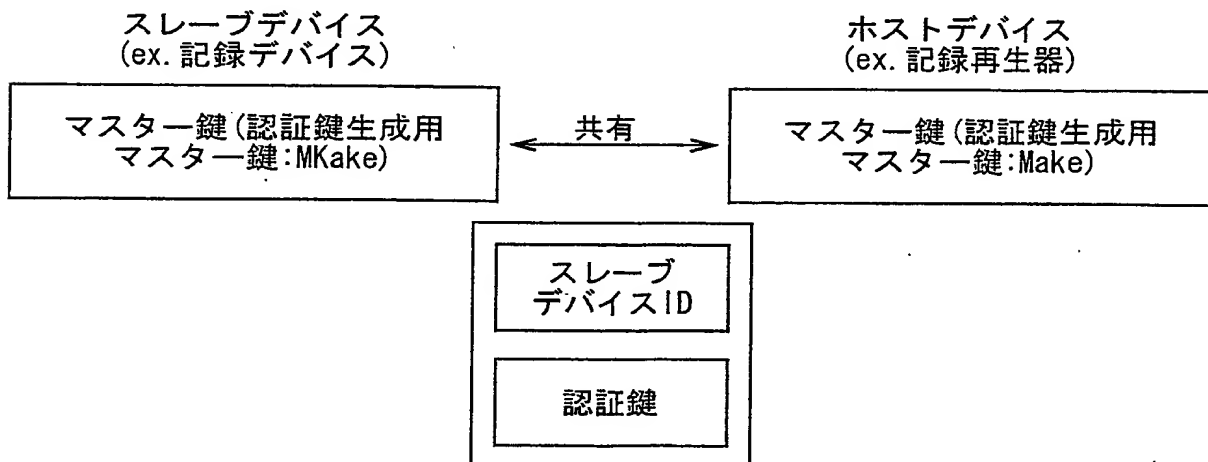 スレーブデバイス
(ex.記録デバイス)
ホストデバイス
(ex.記録再生器)
マスター鍵(認証鍵生成用
マスター鍵:MKake)
共有
マスター鍵(認証鍵生成用
マスター鍵:Make)
スレーブ
デバイスID
認証鍵